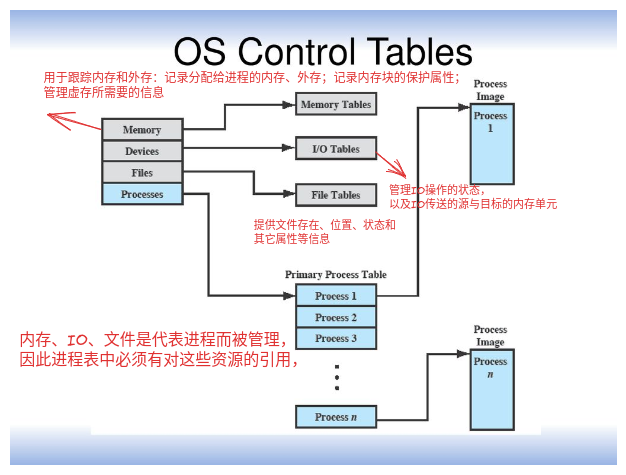 OS Control Tables
用于跟踪内存和外存：记录分配给进程的内存、外存；记录内存块的保护属性；
管理虚存所需要的信息
Process
Image
Process
1
Memory Tables
Memory
Devices
Files
Processes
I/O Tables
File Tables
管理IO操作的状态，
以及IO传送的源与目标的内存单元
提供文件存在、位置、状态和
其它属性等信息
Primary Process Table
Process 1
Process 2
Process 3
内存、IO、文件是代表进程而被管理，
因此进程表中必须有对这些资源的引用，
Process
Image
Process
n
Process n